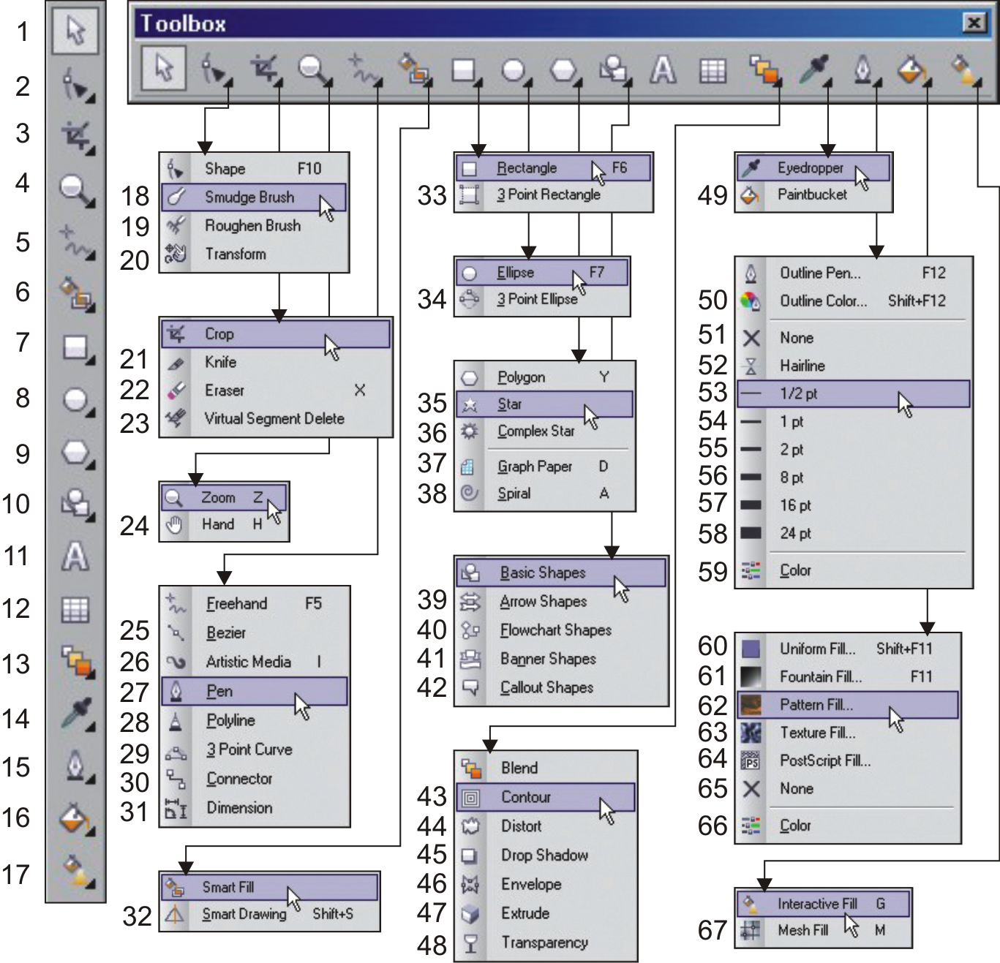 Toolbox
1
2
3
4
5
6
7
8
9
10
11
12
13
14
15
16
17
Shape F10
18 Smudge Brush
19 Roughen Brush
20 Transform
Crop
21 Knife
22 Eraser X
23 Virtual Segment Delete
Zoom Z
24 Hand H
Freehand F5
25 Bezier
26 Artistic Media I
27 Pen
28 Polyline
29 3 Point Curve
30 Connector
31 Dimension
Smart Fill
32 Smart Drawing Shift+S
Rectangle F6
33 3 Point Rectangle
Ellipse F7
34 3 Point Ellipse
Polygon Y
35 Star
36 Complex Star
37 Graph Paper D
38 Spiral A
Basic Shapes
39 Arrow Shapes
40 Flowchart Shapes
41 Banner Shapes
42 Callout Shapes
Blend
43 Contour
44 Distort
45 Drop Shadow
46 Envelope
47 Extrude
48 Transparency
Eyedropper
49 Paintbucket
Outline Pen... F12
50 Outline Color... Shift+F12
51 None
52 Hairline
53 1/2 pt
54 1 pt
55 2 pt
56 8 pt
57 16 pt
58 24 pt
59 Color
60 Uniform Fill... Shift+F11
61 Fountain Fill... F11
62 Pattern Fill...
63 Texture Fill...
64 PS PostScript Fill...
65 None
66 Color
Interactive Fill G
67 Mesh Fill M